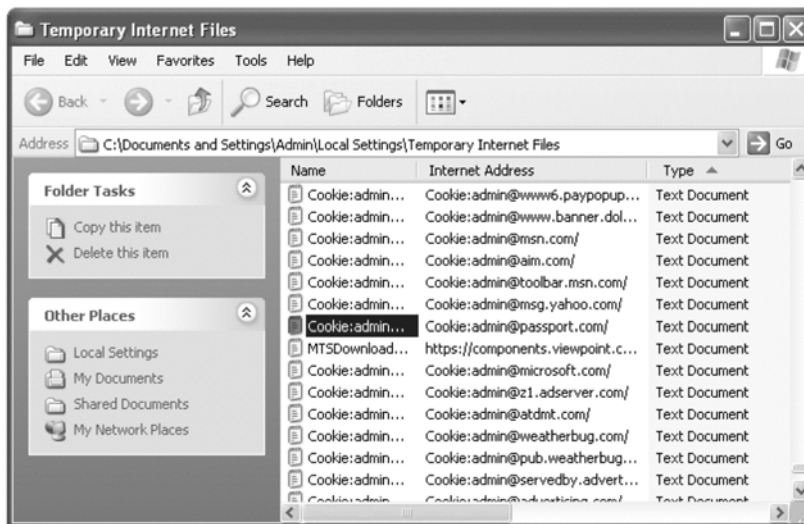 Temporary Internet Files
File Edit View Favorites Tools Help
Back Search Folders
Address C:\Documents and Settings\Admin\Local Settings\Temporary Internet Files Go
Folder Tasks
Copy this item
Delete this item
Other Places
Local Settings
My Documents
Shared Documents
My Network Places
Name Internet Address Type
Cookie:admin... Cookie:admin@www6.paypopup... Text Document
Cookie:admin... Cookie:admin@www.banner.dol... Text Document
Cookie:admin... Cookie:admin@msn.com/ Text Document
Cookie:admin... Cookie:admin@aim.com/ Text Document
Cookie:admin... Cookie:admin@toolbar.msn.com/ Text Document
Cookie:admin... Cookie:admin@msg.yahoo.com/ Text Document
Cookie:admin... Cookie:admin@passport.com/ Text Document
MTSDownload... https://components.viewpoint.c... Text Document
Cookie:admin... Cookie:admin@microsoft.com/ Text Document
Cookie:admin... Cookie:admin@z1.adserver.com/ Text Document
Cookie:admin... Cookie:admin@atdmt.com/ Text Document
Cookie:admin... Cookie:admin@weatherbug.com/ Text Document
Cookie:admin... Cookie:admin@pub.weatherbug... Text Document
Cookie:admin... Cookie:admin@servedby.advert... Text Document
Cookie:admin... Cookie:admin@advertising.com/ Text Document